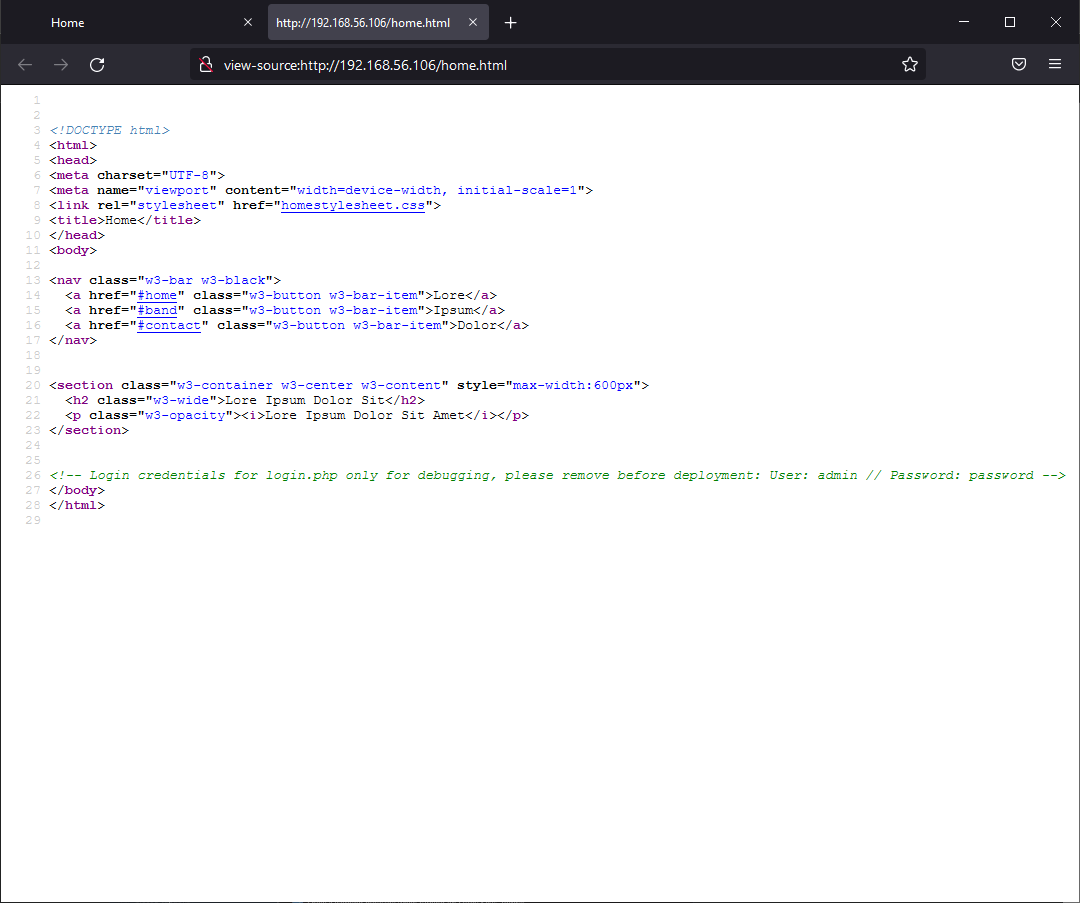 Home http://192.168.56.106/home.html
view-source:http://192.168.56.106/home.html
1
2
3 <!DOCTYPE html>
4 <html>
5 <head>
6 <meta charset="UTF-8">
7 <meta name="viewport" content="width=device-width, initial-scale=1">
8 <link rel="stylesheet" href="homestylesheet.css">
9 <title>Home</title>
10 </head>
11 <body>
12
13 <nav class="w3-bar w3-black">
14   <a href="#home" class="w3-button w3-bar-item">Lore</a>
15   <a href="#band" class="w3-button w3-bar-item">Ipsum</a>
16   <a href="#contact" class="w3-button w3-bar-item">Dolor</a>
17 </nav>
18
19
20 <section class="w3-container w3-center w3-content" style="max-width:600px">
21   <h2 class="w3-wide">Lore Ipsum Dolor Sit</h2>
22   <p class="w3-opacity"><i>Lore Ipsum Dolor Sit Amet</i></p>
23 </section>
24
25
26 <!-- Login credentials for login.php only for debugging, please remove before deployment: User: admin // Password: password -->
27 </body>
28 </html>
29